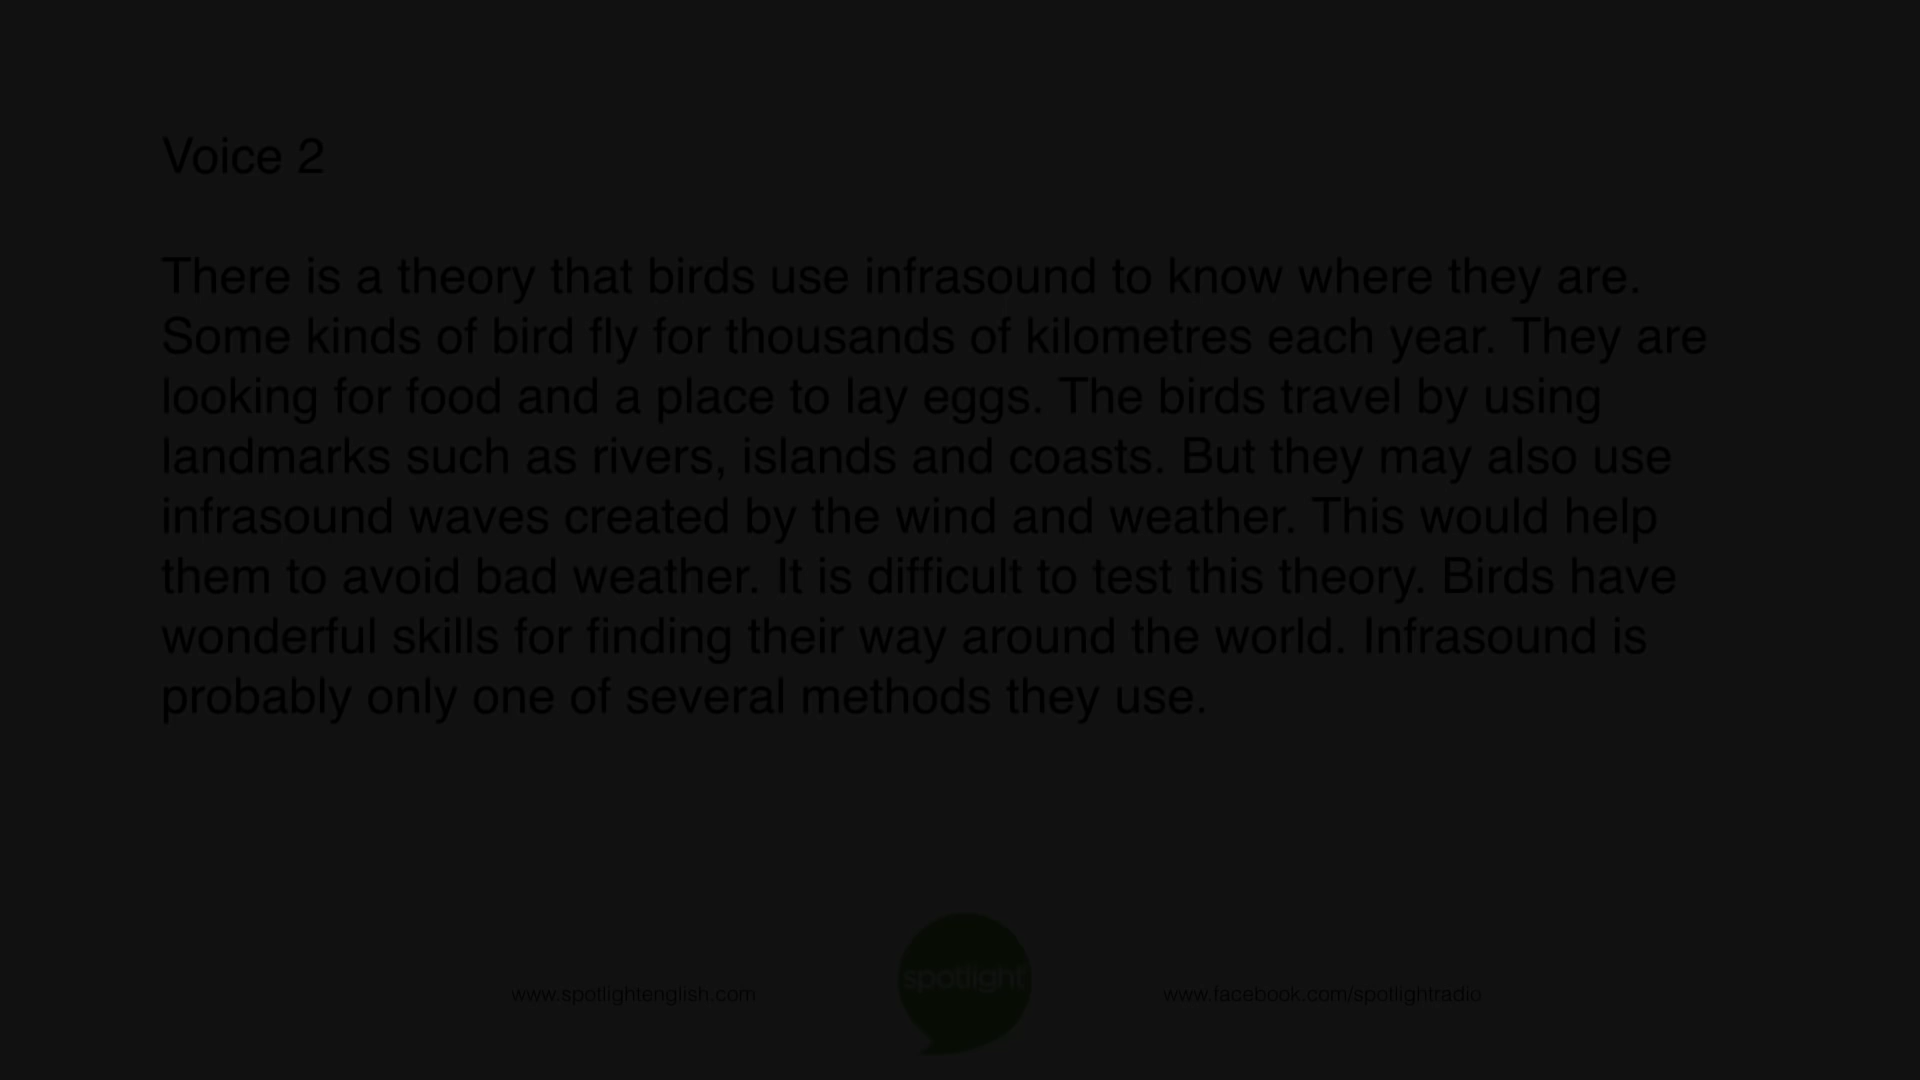 Voice 2
There is a theory that birds use infrasound to know where they are.
Some kinds of bird fly for thousands of kilometres each year. They are
looking for food and a place to lay eggs. The birds travel by using
landmarks such as rivers, islands and coasts. But they may also use
infrasound waves created by the wind and weather. This would help
them to avoid bad weather. It is difficult to test this theory. Birds have
wonderful skills for finding their way around the world. Infrasound is
probably only one of several methods they use.
spotlight
www.spotlightenglish.com
www.facebook.com/spotlightradio